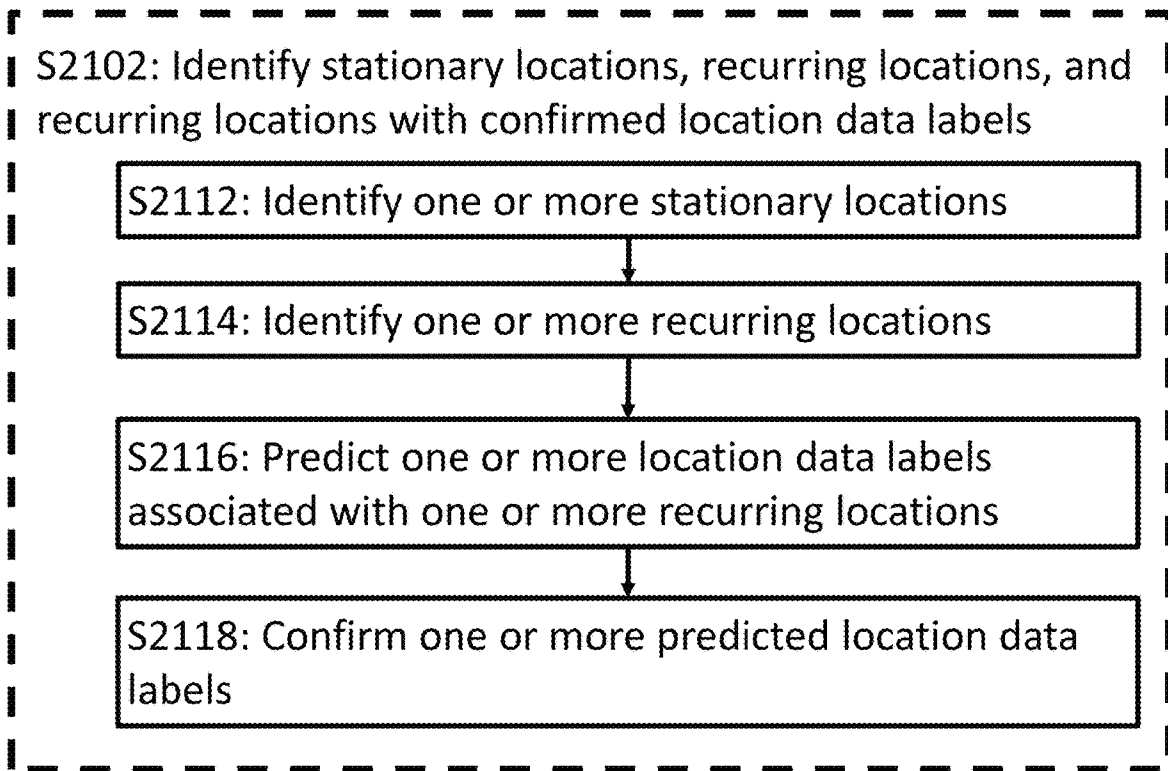 S2102: Identify stationary locations, recurring locations, and
recurring locations with confirmed location data labels
S2112: Identify one or more stationary locations
S2114: Identify one or more recurring locations
S2116: Predict one or more location data labels
associated with one or more recurring locations
S2118: Confirm one or more predicted location data
labels